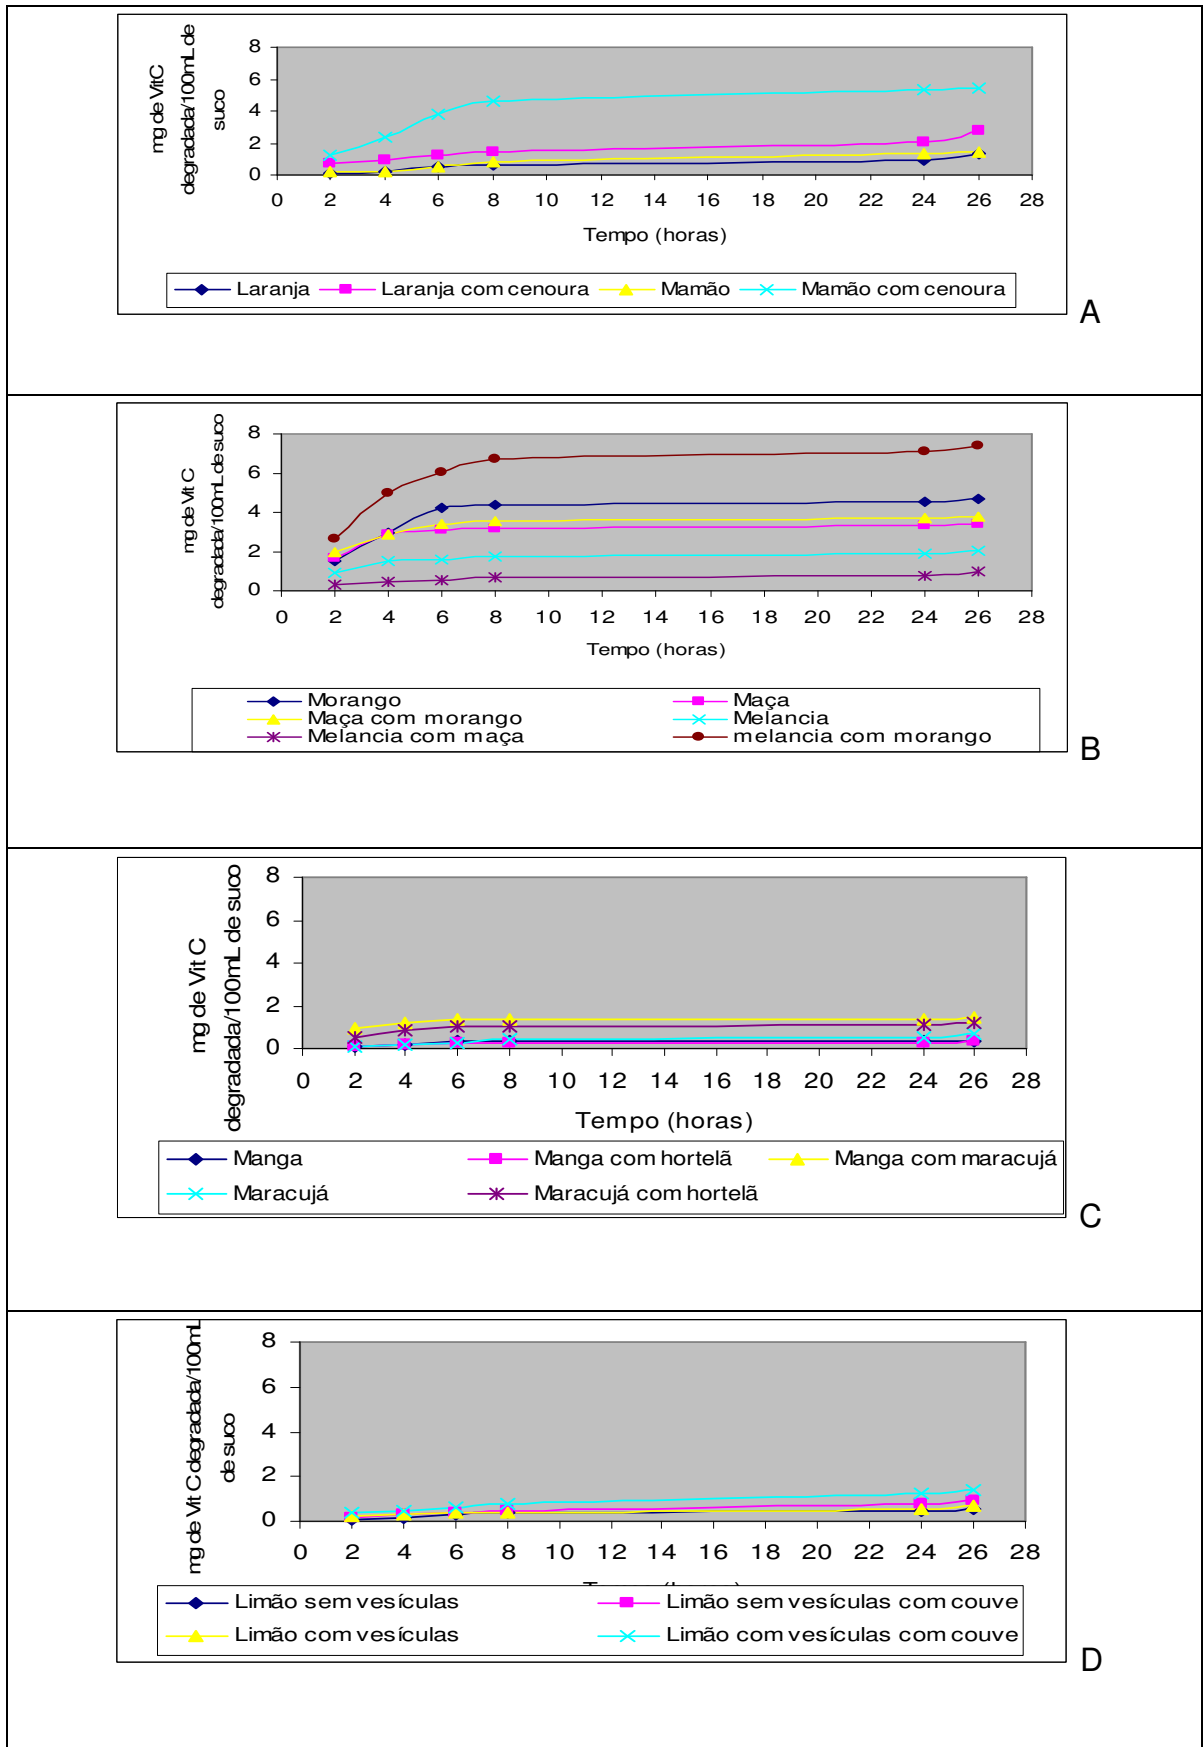 mg de Vit C
degradada/100mL de
suco
8
6
4
2
0
0 2 4 6 8 10 12 14 16 18 20 22 24 26 28
Tempo (horas)
Laranja Laranja com cenoura Mamão Mamão com cenoura
A
mg de Vit C
degradada/100mL de suco
8
6
4
2
0
0 2 4 6 8 10 12 14 16 18 20 22 24 26 28
Tempo (horas)
Morango Maça
Maça com morango Melancia
Melancia com maça melancia com morango
B
mg de Vit C
degradada/100mL de suco
8
6
4
2
0
0 2 4 6 8 10 12 14 16 18 20 22 24 26 28
Tempo (horas)
Manga Manga com hortelã Manga com maracujá
Maracujá Maracujá com hortelã
C
mg de Vit C degradada/100mL
de suco
8
6
4
2
0
0 2 4 6 8 10 12 14 16 18 20 22 24 26 28
Limão sem vesículas Limão sem vesículas com couve
Limão com vesículas Limão com vesículas com couve
D